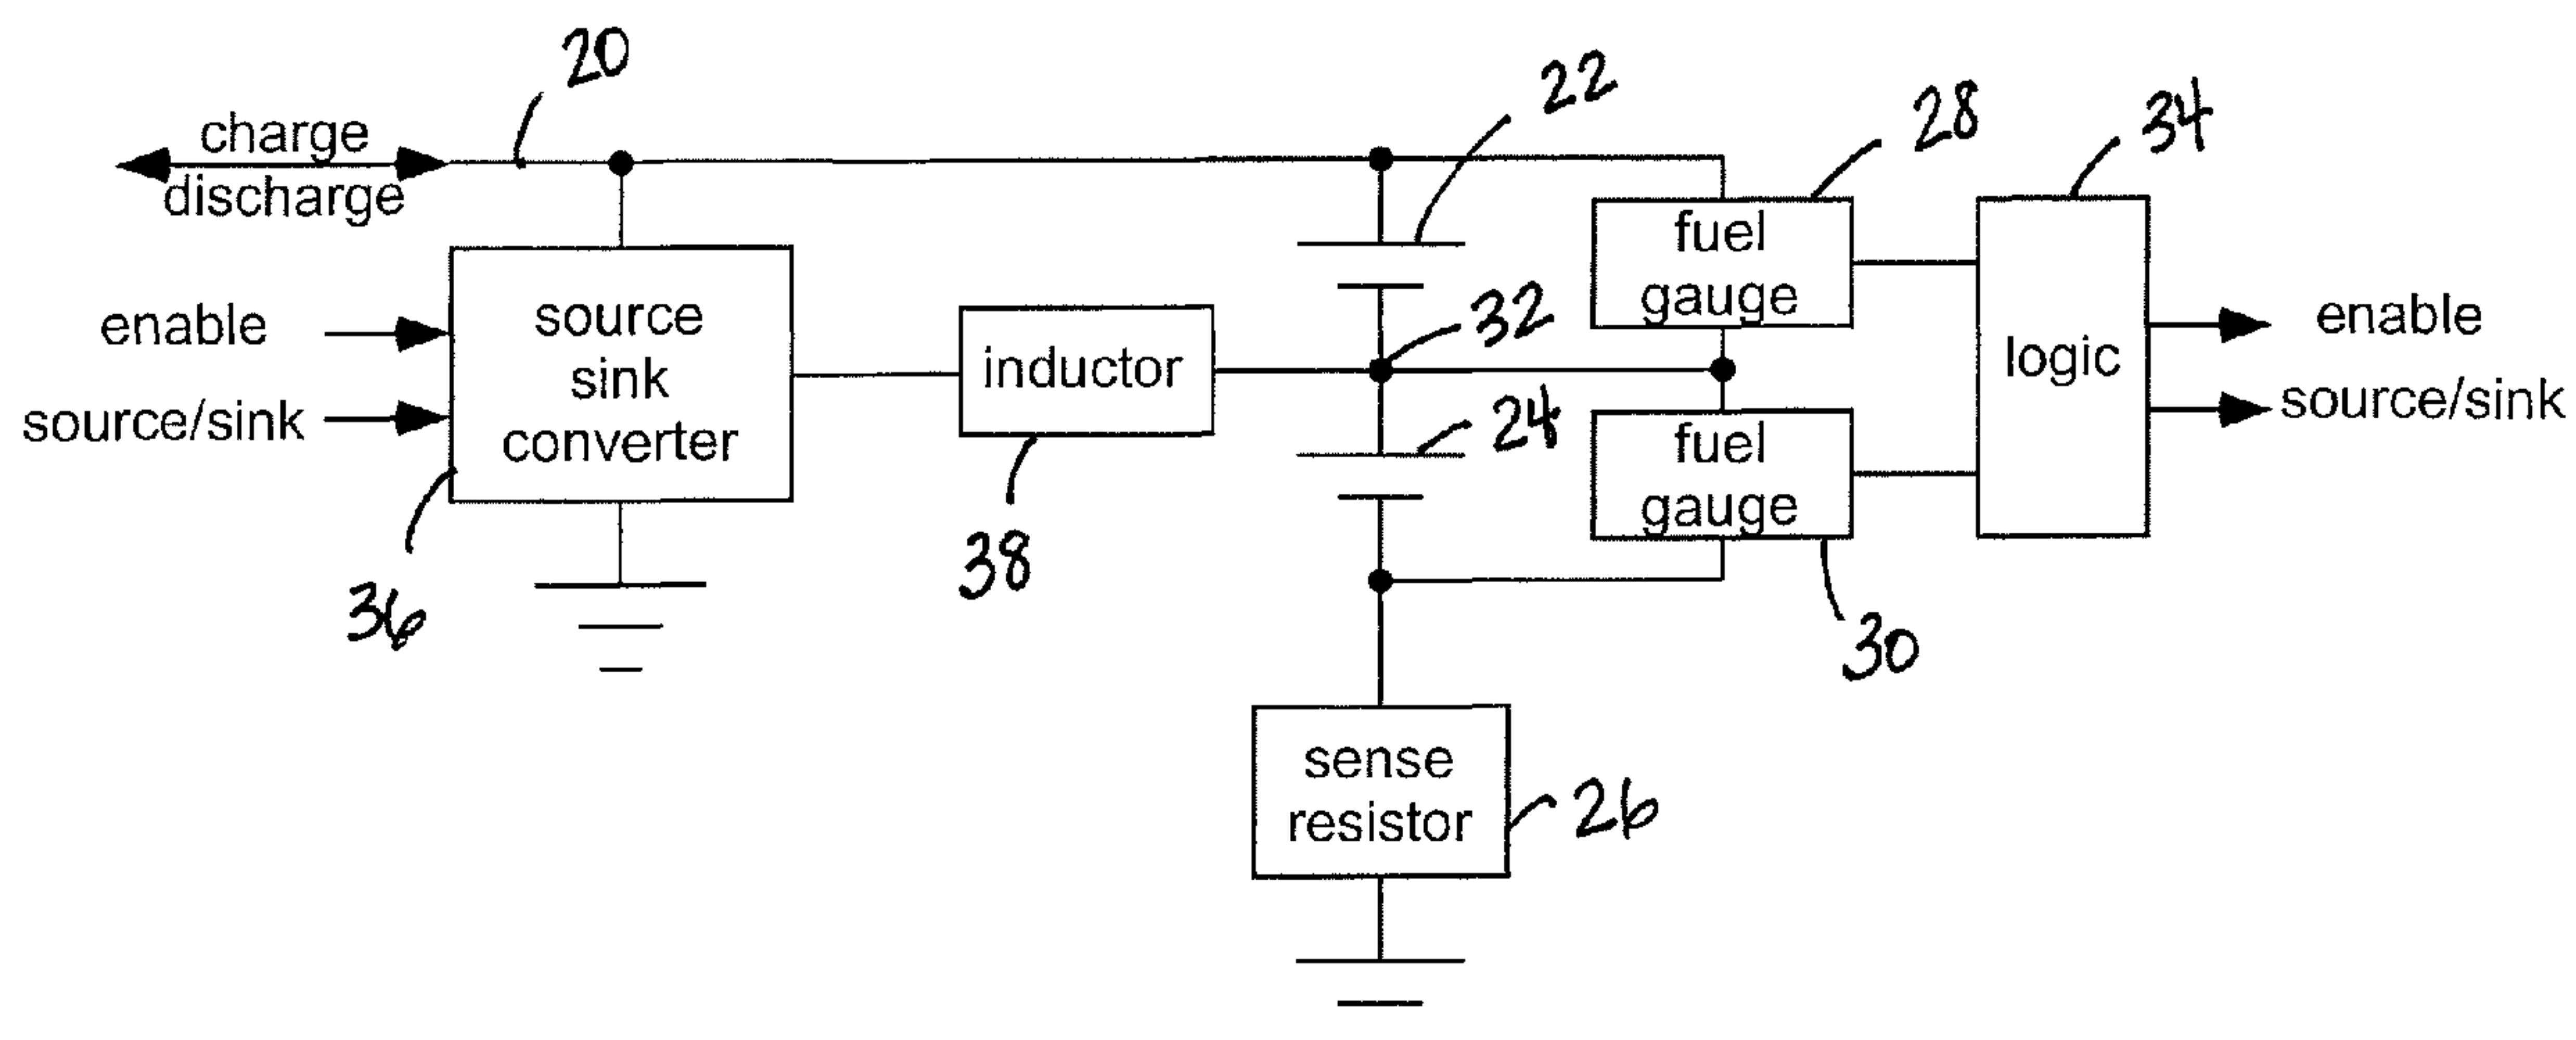 20
22
28
34
charge
discharge
fuel
gauge
enable
source/sink
source
sink
converter
inductor
32
24
fuel
gauge
logic
enable
source/sink
36
38
30
sense
resistor
26